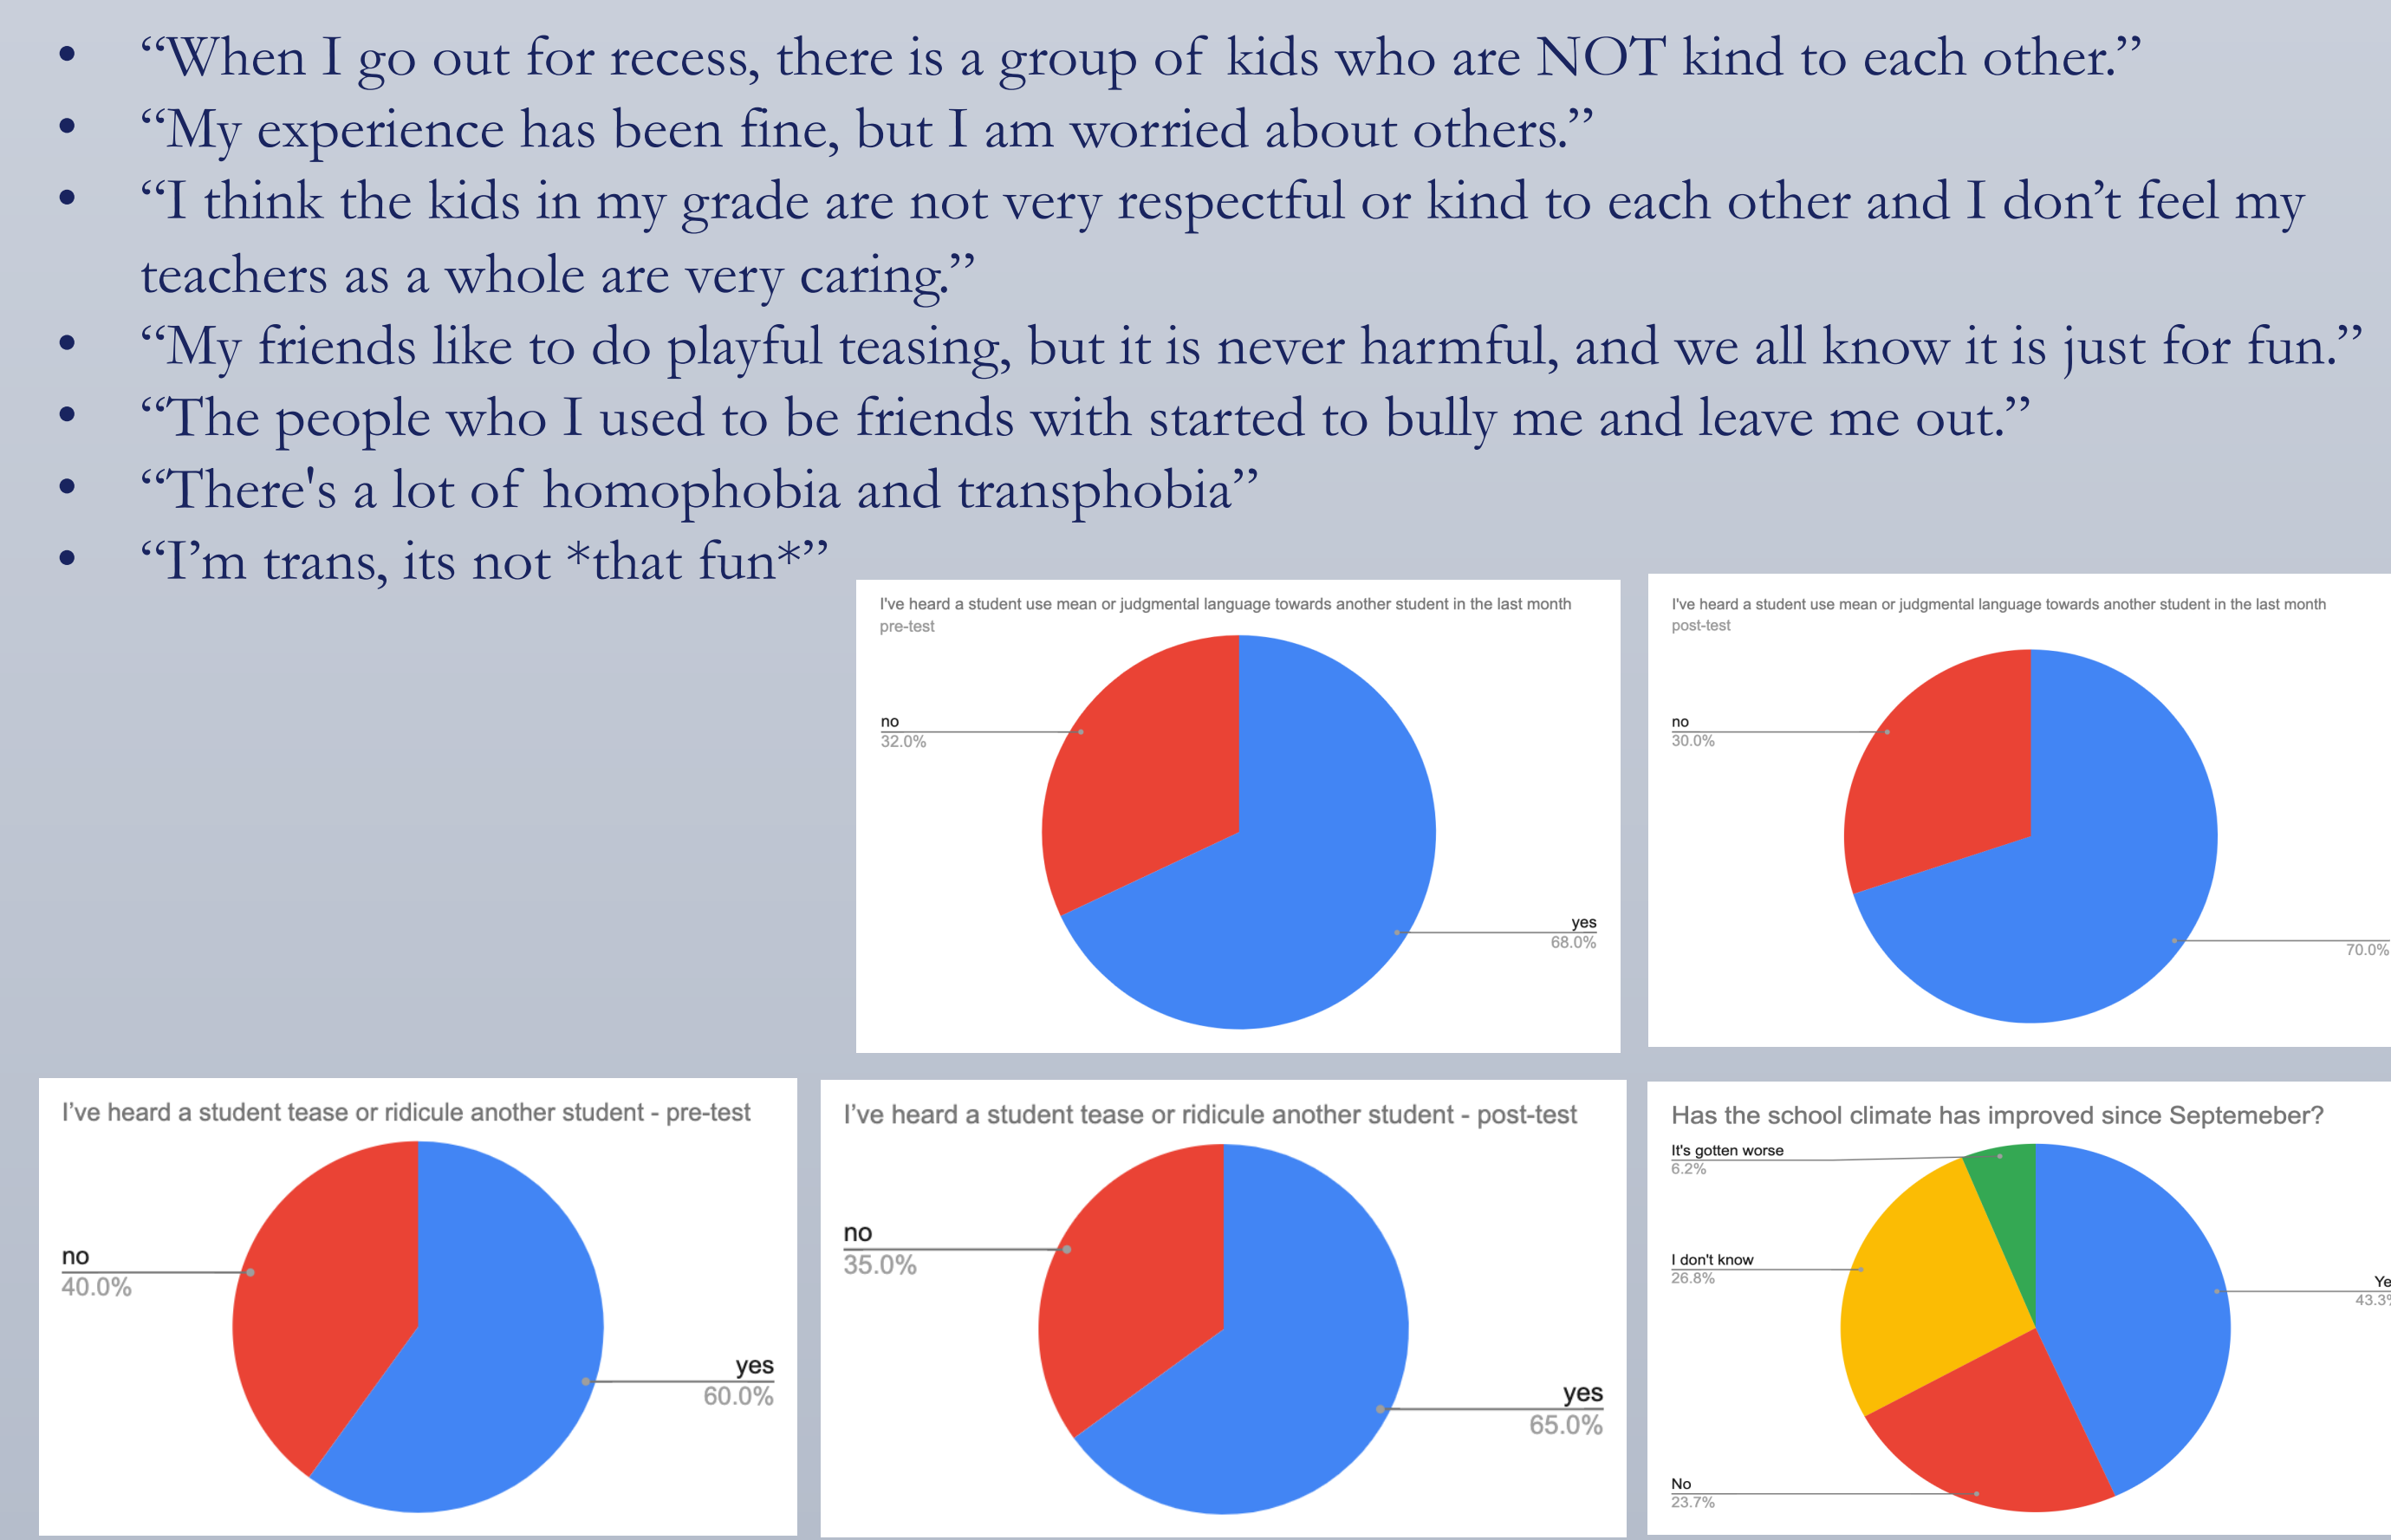 • “When I go out for recess, there is a group of kids who are NOT kind to each other.”
• “My experience has been fine, but I am worried about others.”
• “I think the kids in my grade are not very respectful or kind to each other and I don’t feel my
teachers as a whole are very caring.”
• “My friends like to do playful teasing, but it is never harmful, and we all know it is just for fun.”
• “The people who I used to be friends with started to bully me and leave me out.”
• “There's a lot of homophobia and transphobia”
• “I’m trans, its not *that fun*”
I've heard a student use mean or judgmental language towards another student in the last month
pre-test
no
32.0%
yes
68.0%
I've heard a student use mean or judgmental language towards another student in the last month
post-test
no
30.0%
70.0%
I’ve heard a student tease or ridicule another student - pre-test
no
40.0%
yes
60.0%
I’ve heard a student tease or ridicule another student - post-test
no
35.0%
yes
65.0%
Has the school climate has improved since Septemeber?
It's gotten worse
6.2%
I don't know
26.8%
Ye
43.3%
No
23.7%